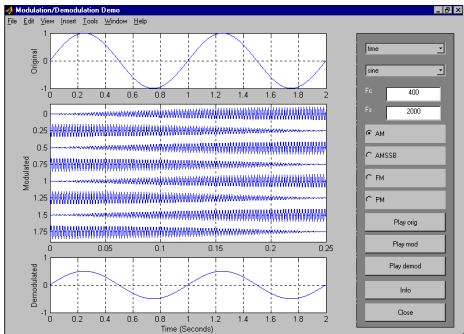 Modulation/Demodulation Demo
File Edit View Insert Tools Window Help
Original
1
0
-1
0 0.2 0.4 0.6 0.8 1 1.2 1.4 1.6 1.8 2
Modulated
0
0.25
0.5
0.75
1
1.25
1.5
1.75
0 0.05 0.1 0.15 0.2 0.25
Demodulated
1
0
-1
0 0.2 0.4 0.6 0.8 1 1.2 1.4 1.6 1.8 2
Time (Seconds)
time
sine
Fc 400
Fs 2000
AM
AMSSB
FM
PM
Play orig
Play mod
Play demod
Info
Close